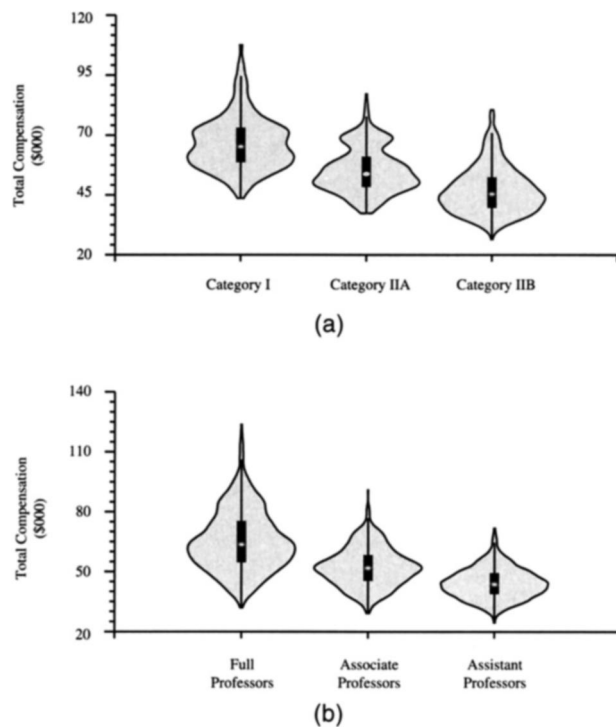 120
95
70
45
20
Total Compensation
($000)
Category I Category IIA Category IIB
(a)
140
110
80
50
20
Total Compensation
($000)
Full Associate Assistant
Professors Professors Professors
(b)